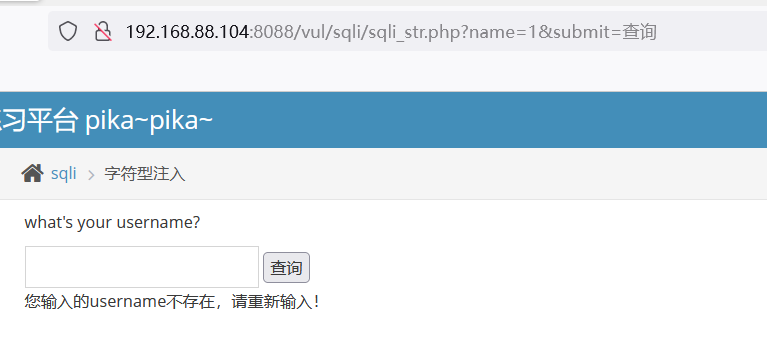 192.168.88.104:8088/vul/sqli/sqli_str.php?name=1&submit=查询
习平台 pika~pika~
sqli > 字符型注入
what's your username?
查询
您输入的username不存在，请重新输入！